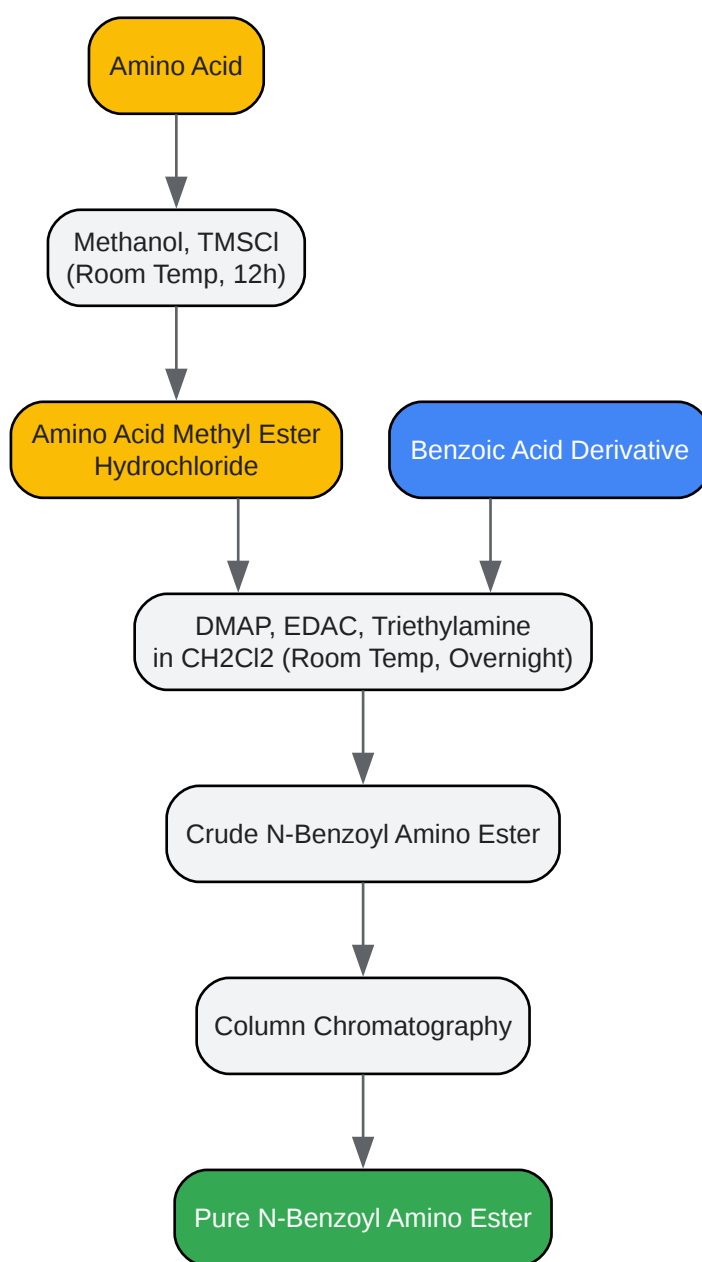 Amino Acid
Methanol, TMSCl
(Room Temp, 12h)
Amino Acid Methyl Ester
Hydrochloride
Benzoic Acid Derivative
DMAP, EDAC, Triethylamine
in CH2Cl2 (Room Temp, Overnight)
Crude N-Benzoyl Amino Ester
Column Chromatography
Pure N-Benzoyl Amino Ester